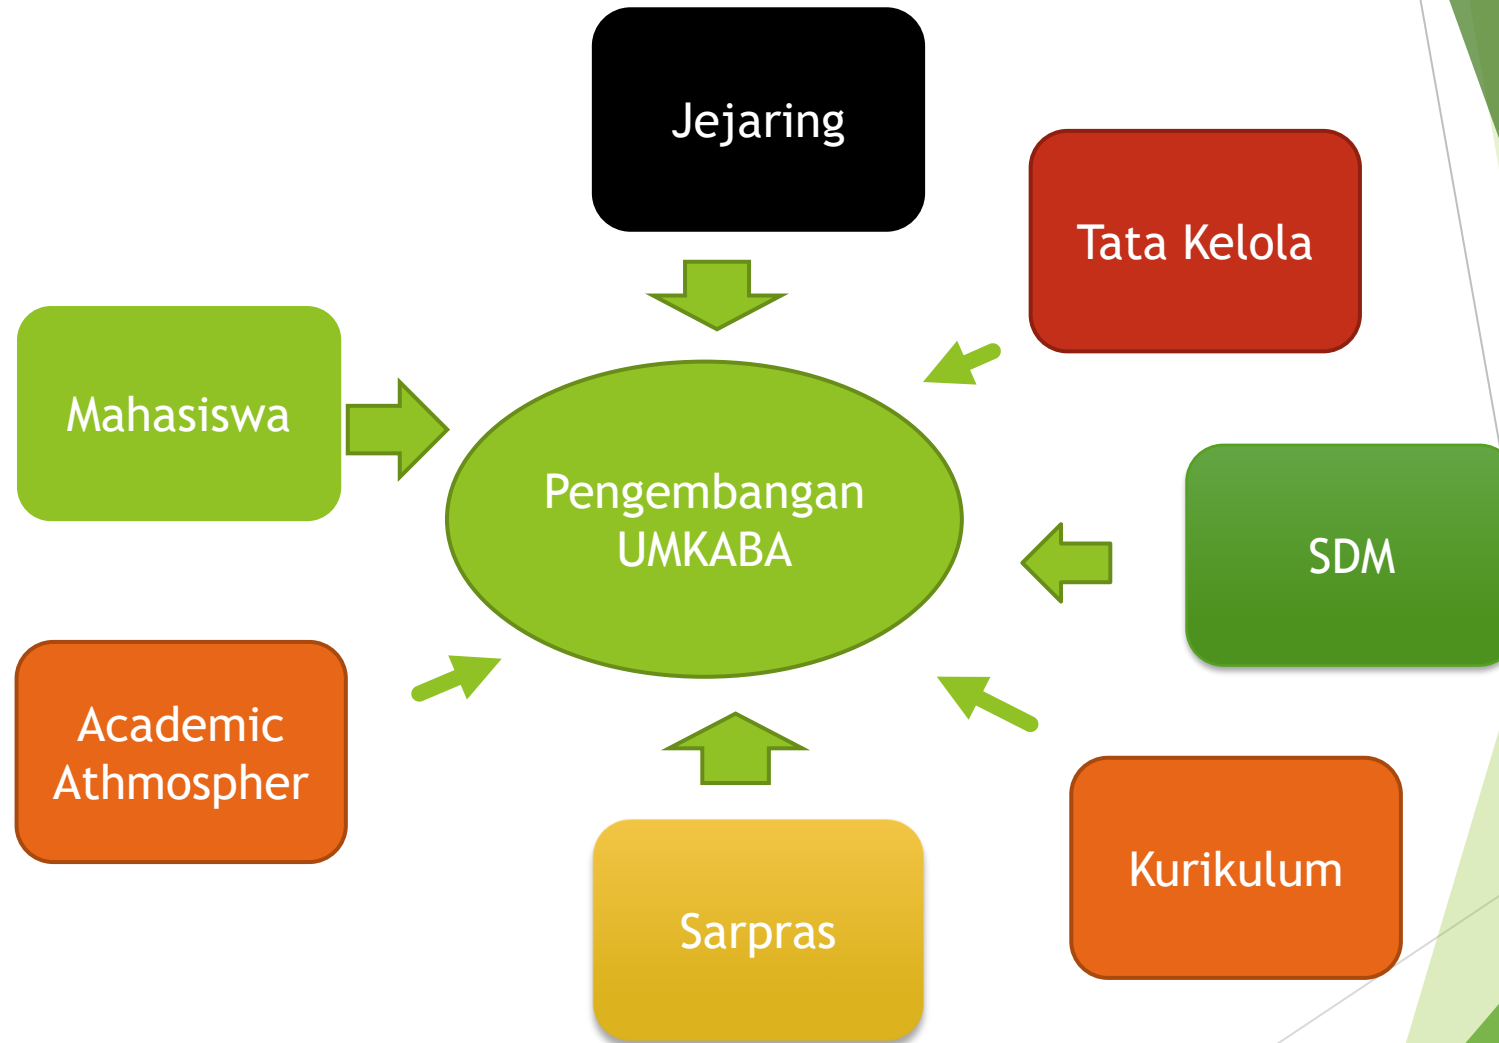 Jejaring
Tata Kelola
Mahasiswa
Pengembangan
UMKABA
SDM
Academic
Athmospher
Kurikulum
Sarpras